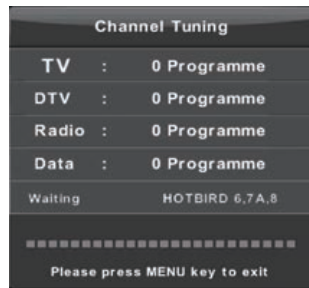 Channel Tuning
TV : 0 Programme
DTV : 0 Programme
Radio : 0 Programme
Data : 0 Programme
Waiting HOTBIRD 6,7A,8
Please press MENU key to exit